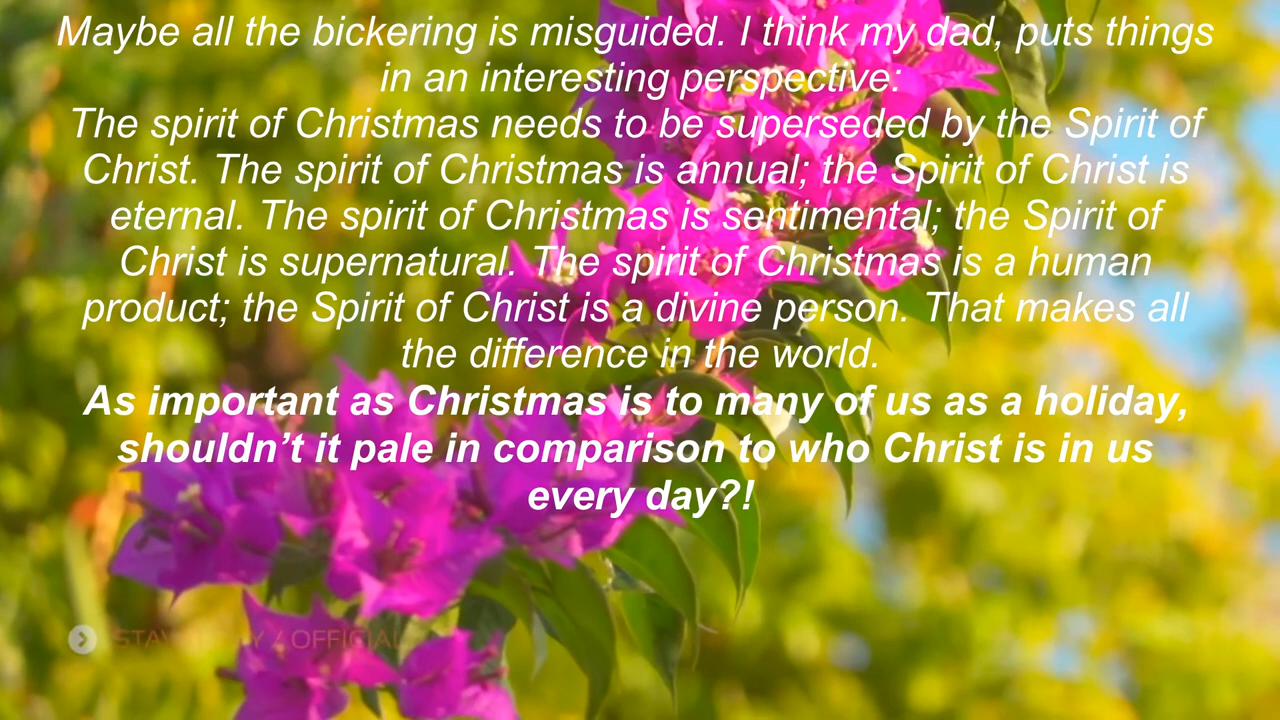 Maybe all the bickering is misguided. I think my dad, puts things
in an interesting perspective:
The spirit of Christmas needs to be superseded by the Spirit of
Christ. The spirit of Christmas is annual; the Spirit of Christ is
eternal. The spirit of Christmas is sentimental; the Spirit of
Christ is supernatural. The spirit of Christmas is a human
product; the Spirit of Christ is a divine person. That makes all
the difference in the world.
As important as Christmas is to many of us as a holiday,
shouldn’t it pale in comparison to who Christ is in us
every day?!
/ OFFICIAL